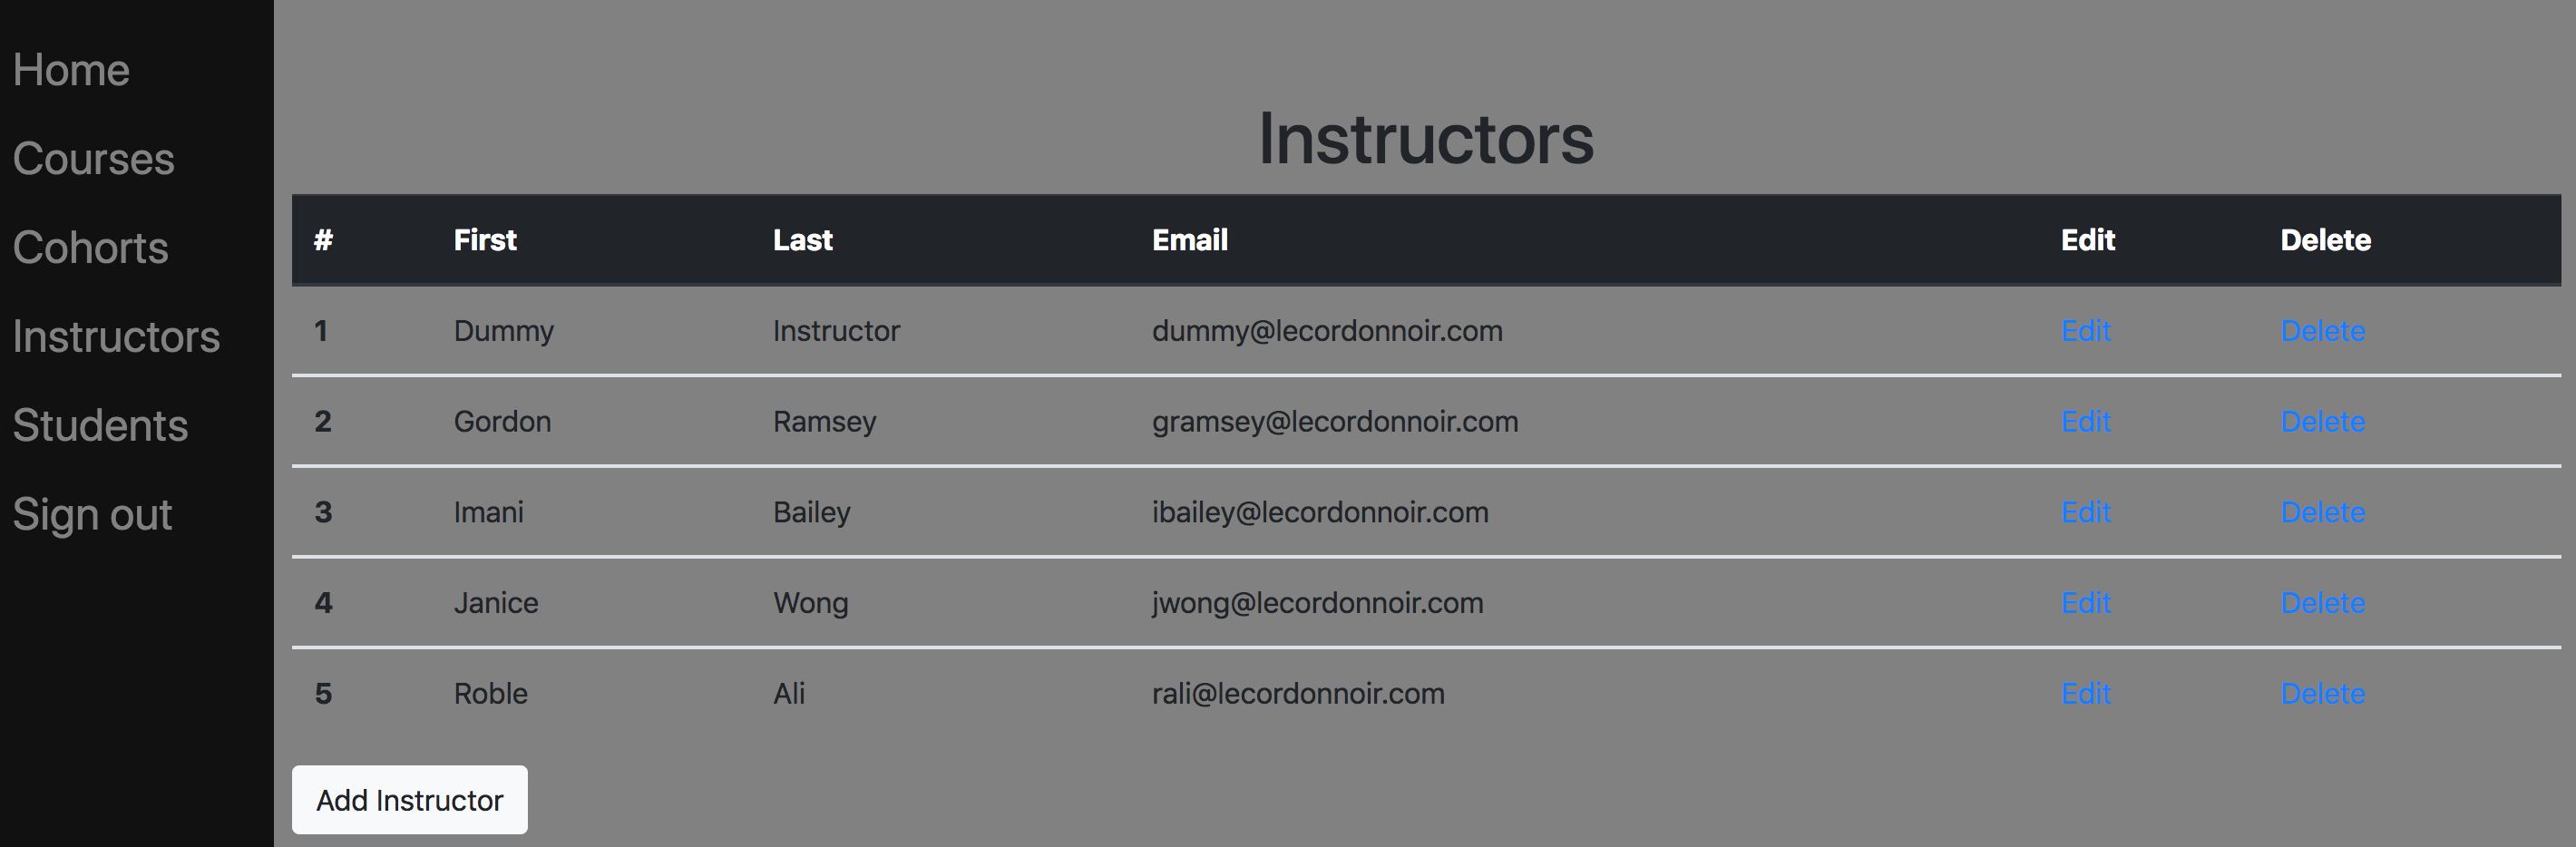 Home
Courses
Cohorts
Instructors
Students
Sign out
Instructors
# First Last Email Edit Delete
1 Dummy Instructor dummy@lecordonnoir.com Edit Delete
2 Gordon Ramsey gramsey@lecordonnoir.com Edit Delete
3 Imani Bailey ibailey@lecordonnoir.com Edit Delete
4 Janice Wong jwong@lecordonnoir.com Edit Delete
5 Roble Ali rali@lecordonnoir.com Edit Delete
Add Instructor